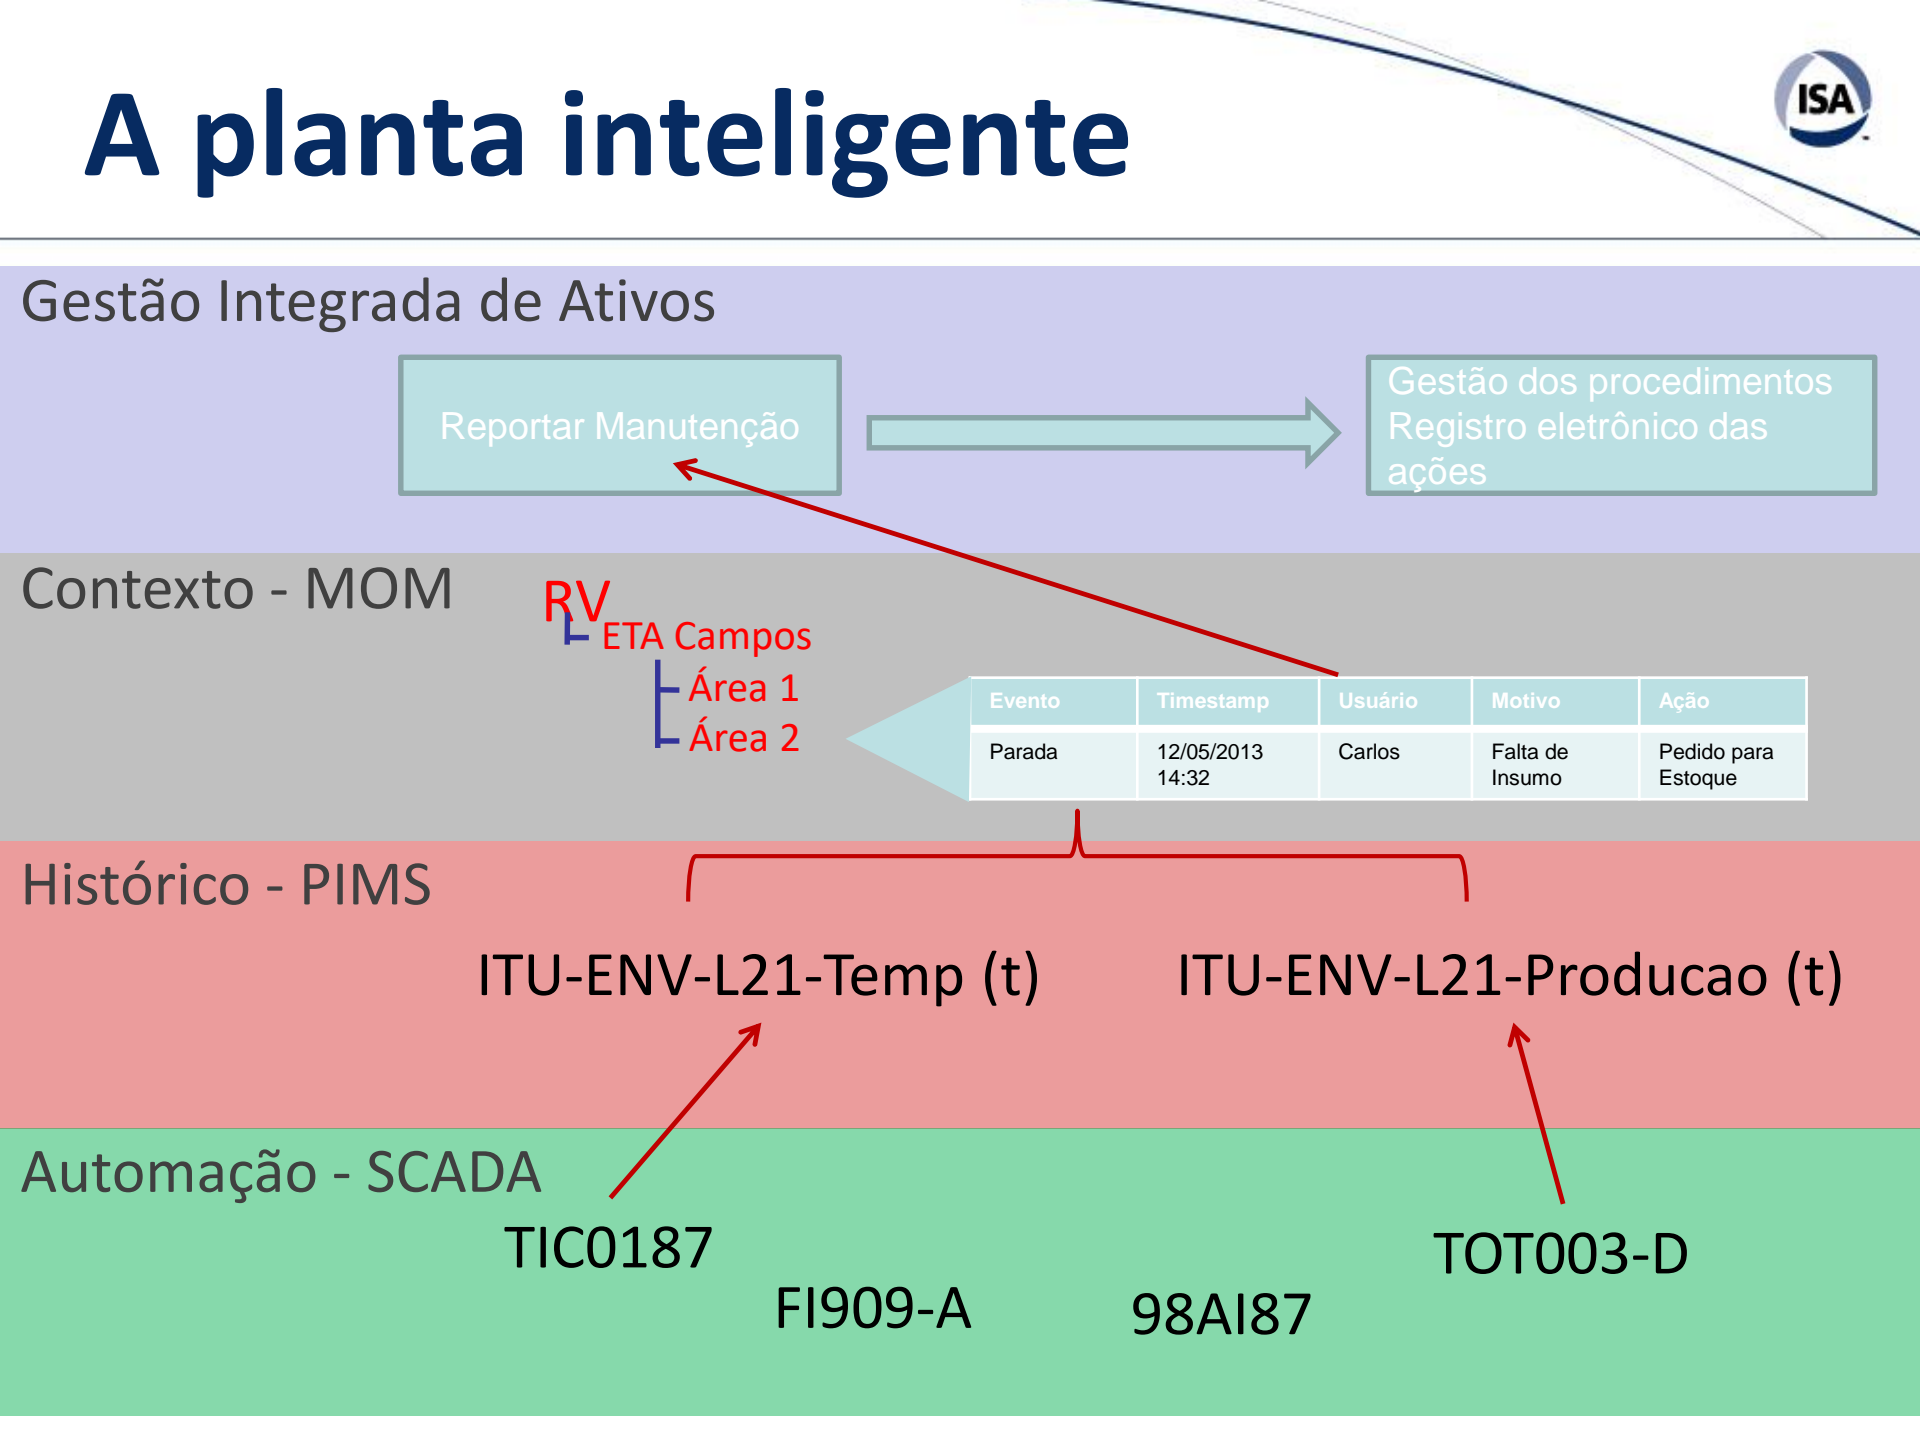 A planta inteligente
ISA
Gestão Integrada de Ativos
Reportar Manutenção
Gestão dos procedimentos
Registro eletrônico das
ações
Contexto - MOM
RV
ETA Campos
Área 1
Área 2
Evento Timestamp Usuário Motivo Ação
Parada 12/05/2013 Carlos Falta de Pedido para
14:32 Insumo Estoque
Histórico - PIMS
ITU-ENV-L21-Temp (t) ITU-ENV-L21-Producao (t)
Automação - SCADA
TIC0187
TOT003-D
FI909-A
98AI87